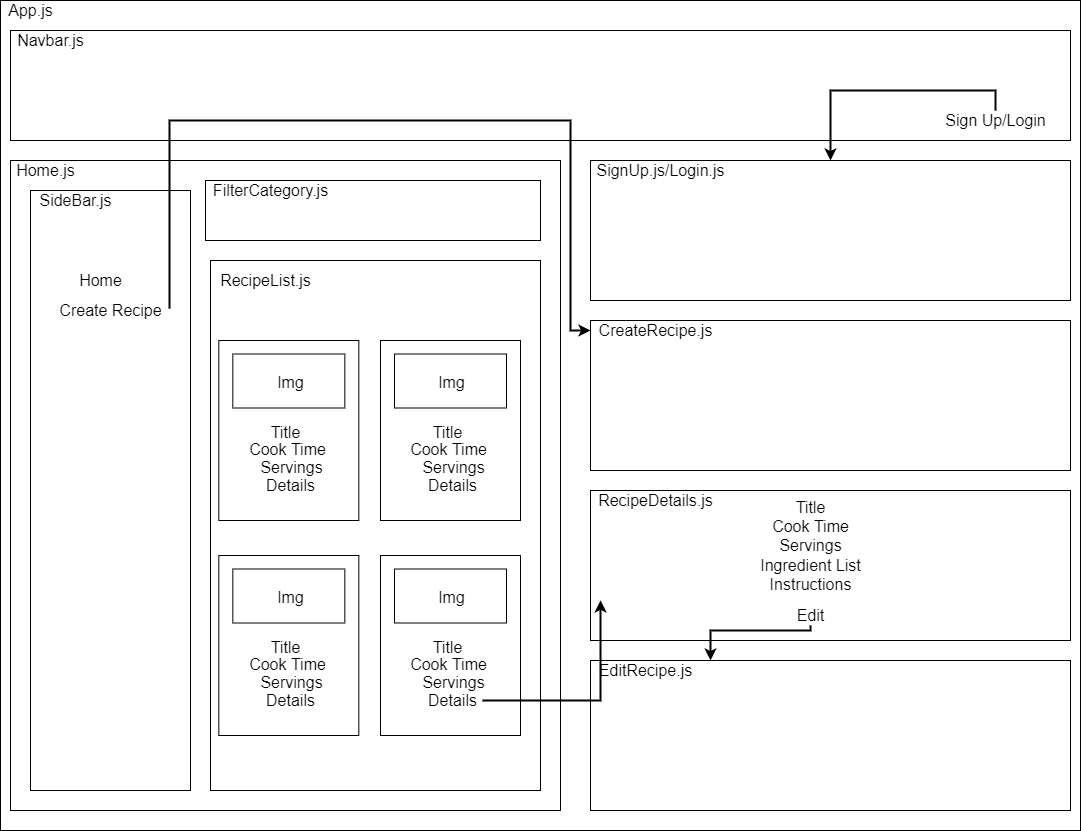 App.js
Navbar.js
Sign Up/Login
Home.js
SideBar.js
Home
Create Recipe
FilterCategory.js
RecipeList.js
Img
Title
Cook Time
Servings
Details
Img
Title
Cook Time
Servings
Details
Img
Title
Cook Time
Servings
Details
Img
Title
Cook Time
Servings
Details
SignUp.js/Login.js
CreateRecipe.js
RecipeDetails.js
Title
Cook Time
Servings
Ingredient List
Instructions
Edit
EditRecipe.js